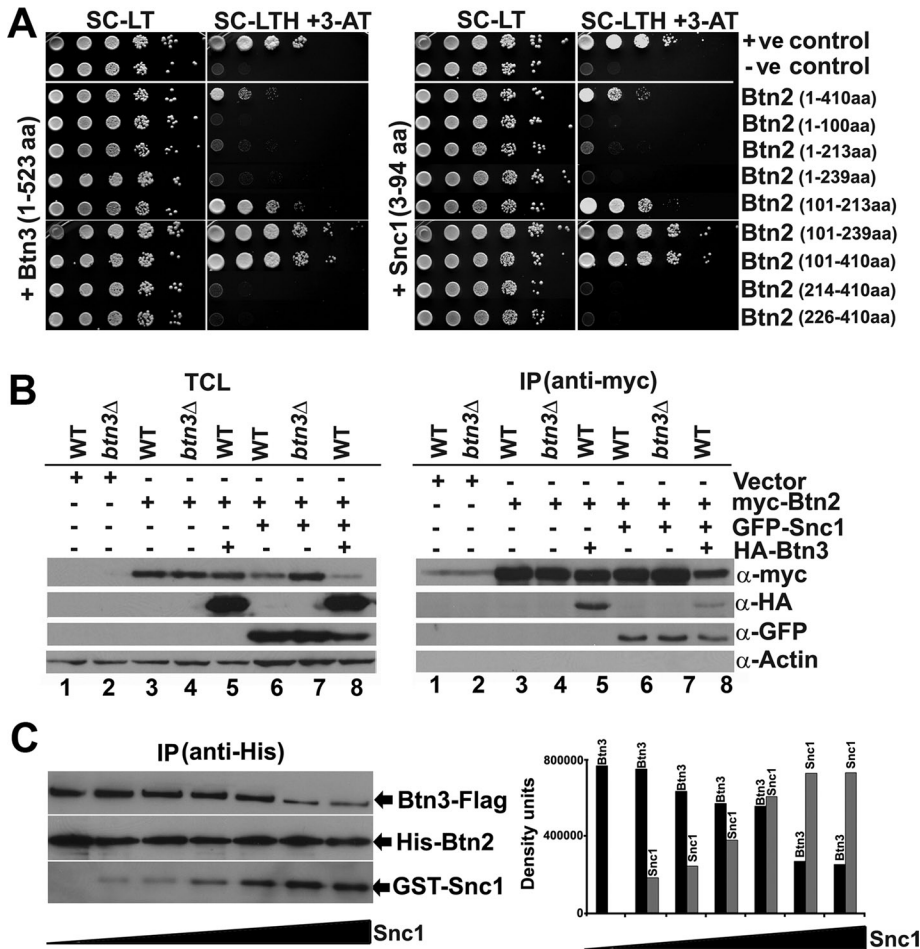 A
SC-LT SC-LTH +3-AT SC-LT SC-LTH +3-AT
+ Btn3 (1-523 aa)
+ Snc1 (3-94 aa)
+ve control
-ve control
Btn2 (1-410aa)
Btn2 (1-100aa)
Btn2 (1-213aa)
Btn2 (1-239aa)
Btn2 (101-213aa)
Btn2 (101-239aa)
Btn2 (101-410aa)
Btn2 (214-410aa)
Btn2 (226-410aa)
B
TCL IP (anti-myc)
WT btn3Δ WT btn3Δ WT WT btn3Δ WT WT btn3Δ WT btn3Δ WT WT btn3Δ WT
+ + - - - - - - + + - - - - - - Vector
- - + + + + + + - - + + + + + + myc-Btn2
- - - - - + + + - - - - - + + + GFP-Snc1
- - - - + - - + - - - - + - - + HA-Btn3
α-myc
α-HA
α-GFP
α-Actin
1 2 3 4 5 6 7 8 1 2 3 4 5 6 7 8
C
IP (anti-His)
Btn3-Flag
His-Btn2
GST-Snc1
Snc1
Density units
800000
400000
0
Btn3 Btn3 Snc1 Btn3 Snc1 Btn3 Snc1 Btn3 Snc1 Btn3 Snc1 Btn3 Snc1
Snc1